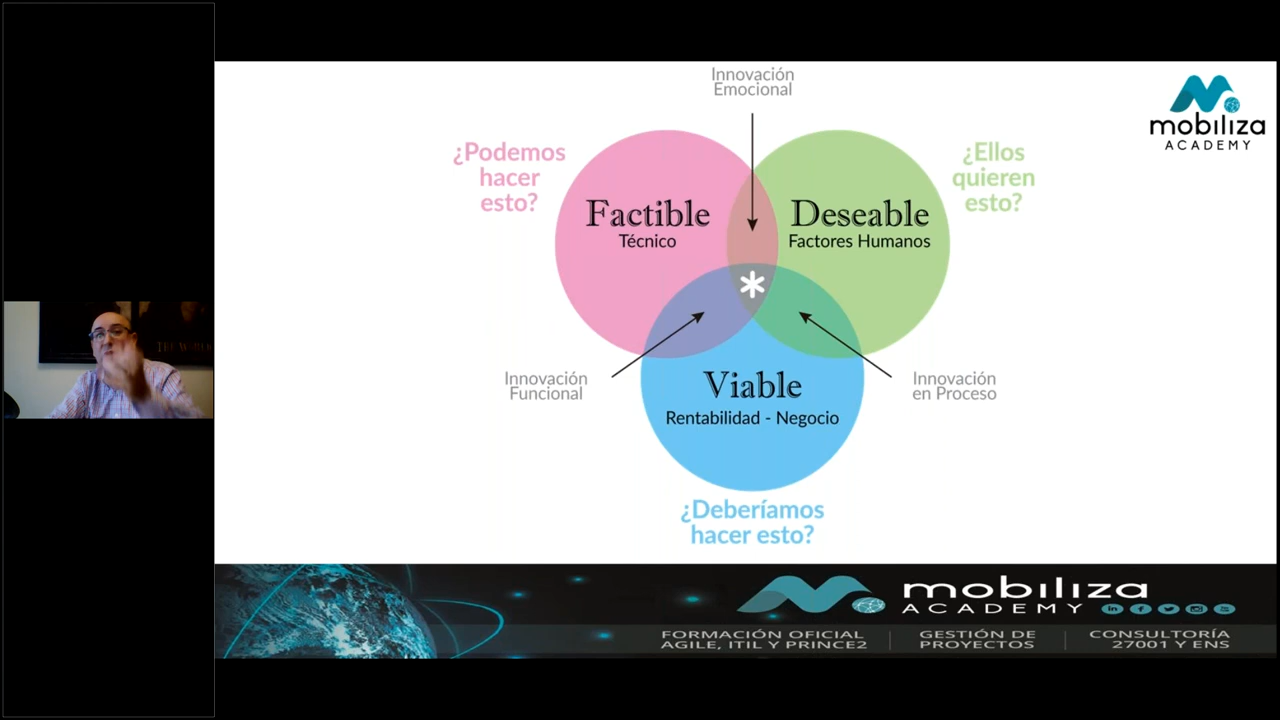 Innovación
Emocional
mobiliza
ACADEMY
¿Podemos
hacer
esto?
¿Ellos
quieren
esto?
Factible
Técnico
Deseable
Factores Humanos
*
Innovación
Funcional
Innovación
en Proceso
Viable
Rentabilidad - Negocio
¿Deberíamos
hacer esto?
mobiliza
ACADEMY
FORMACIÓN OFICIAL
AGILE, ITIL Y PRINCE2
GESTIÓN DE
PROYECTOS
CONSULTORÍA
27001 Y ENS